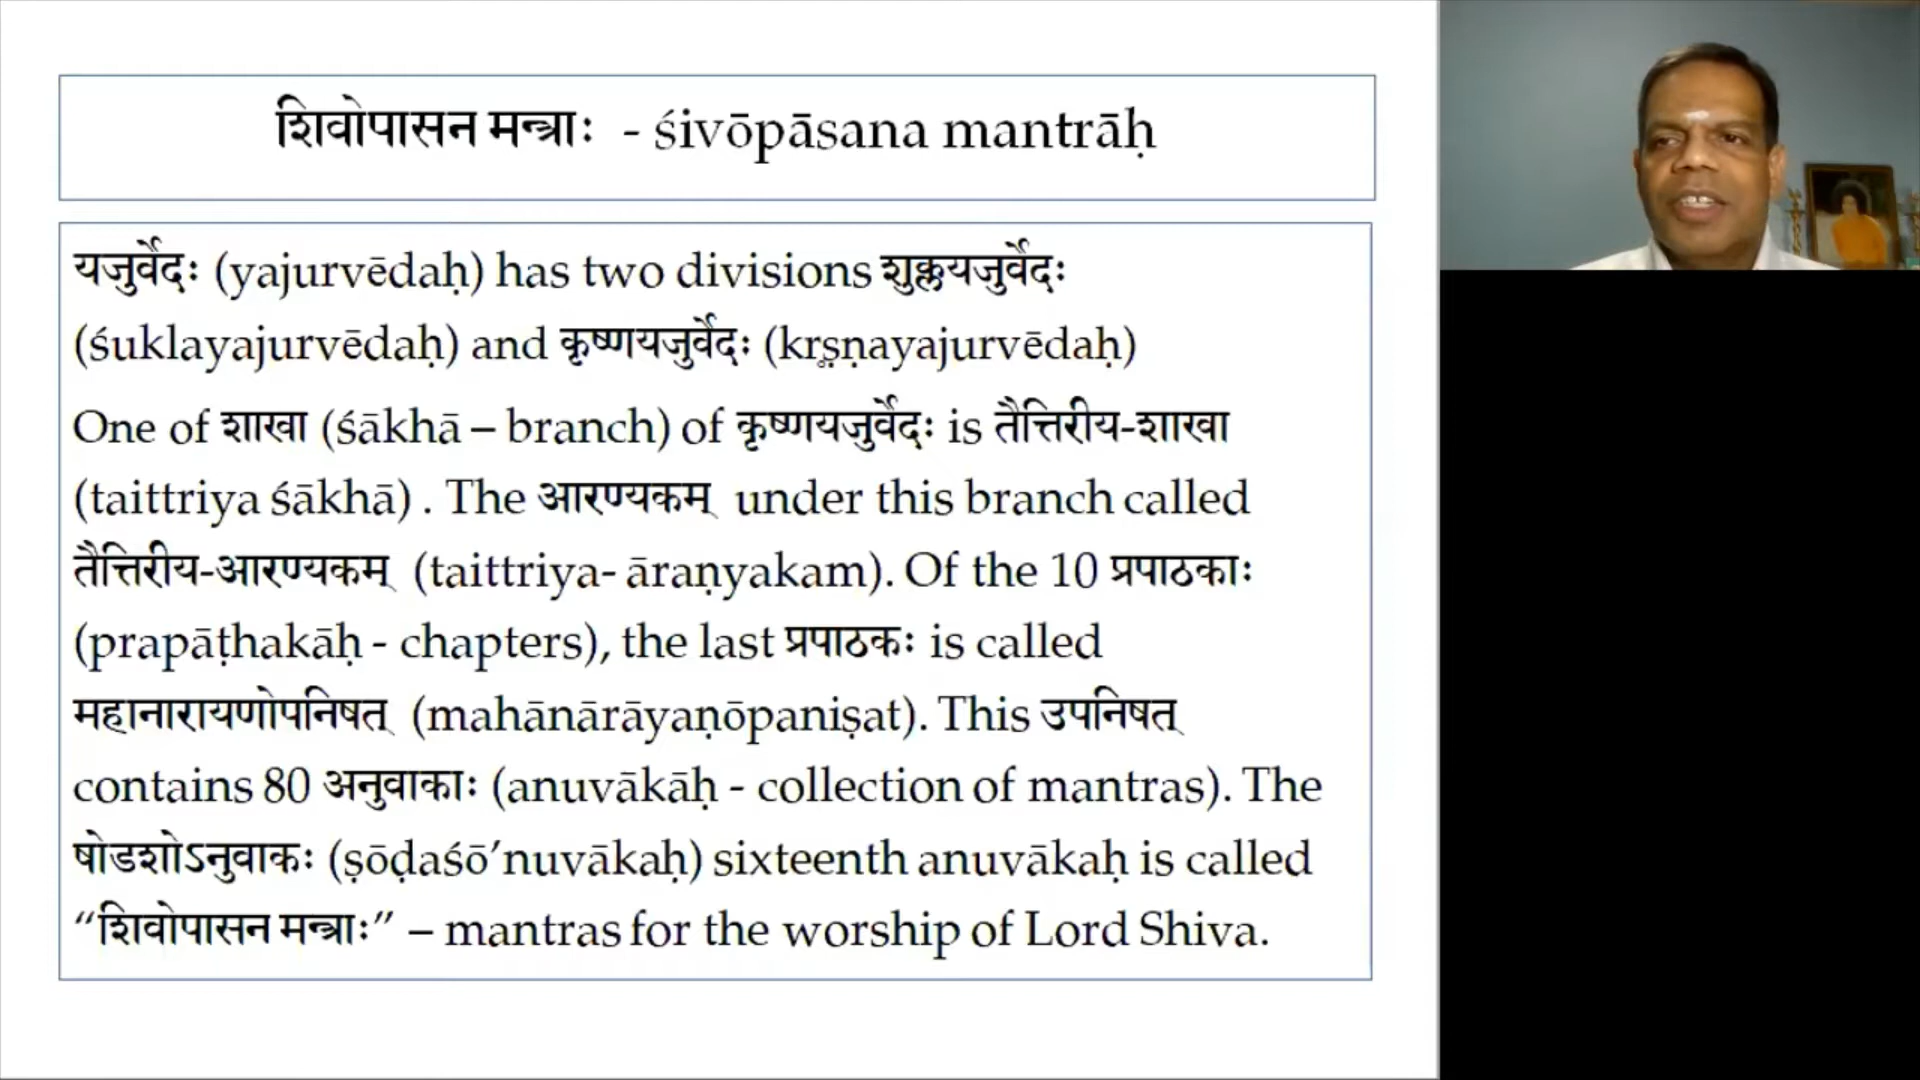 शिवोपासन मन्त्राः - śivōpāsana mantrāḥ
यजुर्वेदः (yajurvēdaḥ) has two divisions शुक्लयजुर्वेदः
(śuklayajurvēdaḥ) and कृष्णयजुर्वेदः (kr̥ṣṇayajurvēdaḥ)
One of शाखा (śākhā – branch) of कृष्णयजुर्वेदः is तैत्तिरीय-शाखा
(taittriya śākhā) . The आरण्यकम् under this branch called
तैत्तिरीय-आरण्यकम् (taittriya- āraṇyakam). Of the 10 प्रपाठकाः
(prapāṭhakāḥ - chapters), the last प्रपाठकः is called
महानारायणोपनिषत् (mahānārāyaṇōpaniṣat). This उपनिषत्
contains 80 अनुवाकाः (anuvākāḥ - collection of mantras). The
षोडशोऽनुवाकः (ṣōḍaśō’nuvākaḥ) sixteenth anuvākaḥ is called
“शिवोपासन मन्त्राः” – mantras for the worship of Lord Shiva.